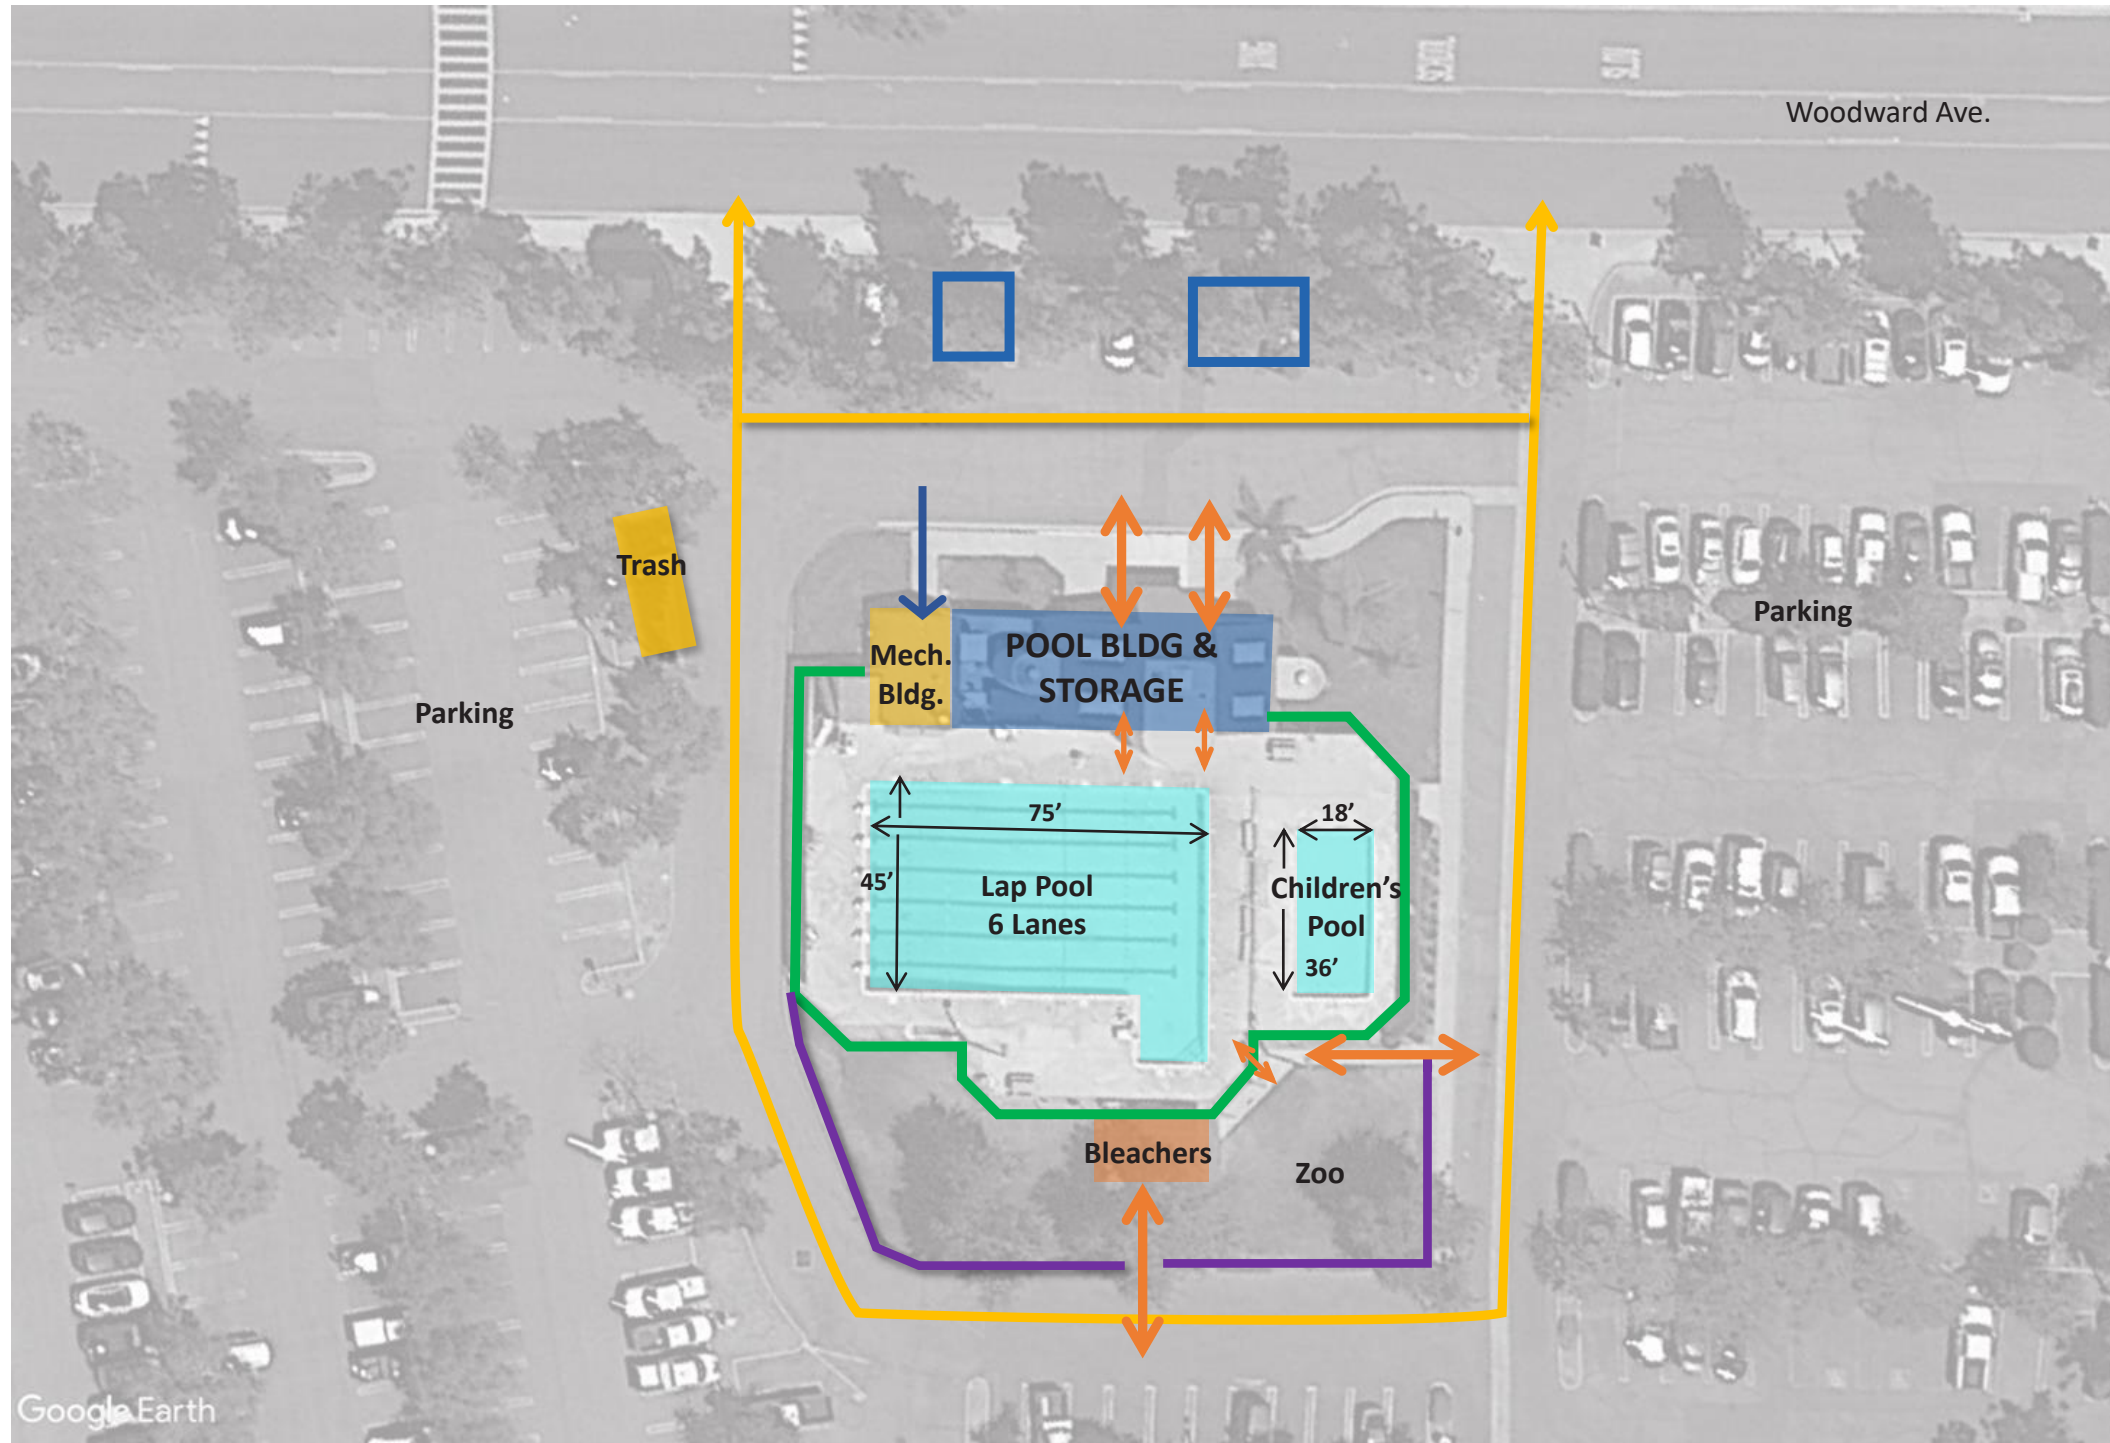 Woodward Ave.
Trash
Mech.
Bldg.
POOL BLDG &
STORAGE
Parking
Parking
75’
18’
45’
Lap Pool
6 Lanes
Children’s
Pool
36’
Bleachers
Zoo
Google Earth